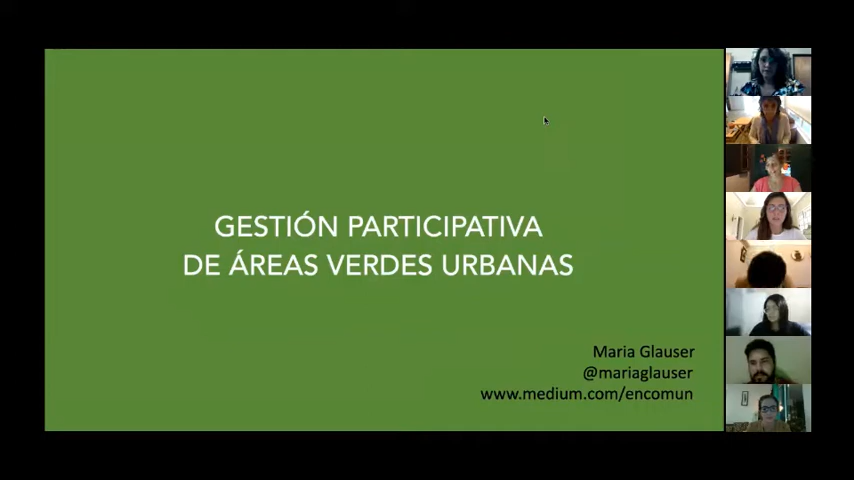 GESTIÓN PARTICIPATIVA
DE ÁREAS VERDES URBANAS
Maria Glauser
@mariaglauser
www.medium.com/encomun